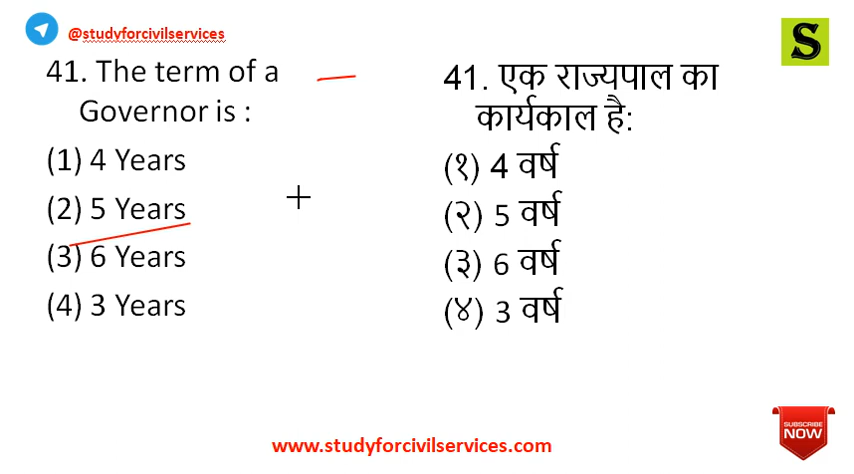 @studyforcivilservices
S
41. The term of a
Governor is :
(1) 4 Years
(2) 5 Years
(3) 6 Years
(4) 3 Years
41. एक राज्यपाल का
कार्यकाल है:
(१) 4 वर्ष
(२) 5 वर्ष
(३) 6 वर्ष
(४) 3 वर्ष
SUBSCRIBE
NOW
www.studyforcivilservices.com